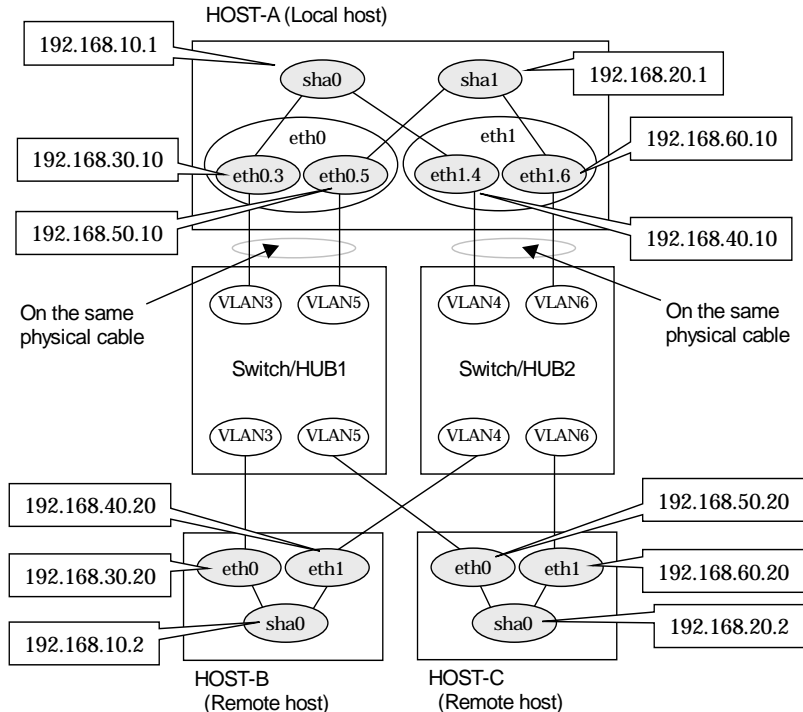 HOST-A (Local host)
192.168.10.1
sha0
sha1
192.168.20.1
eth0
eth1
192.168.30.10
eth0.3
eth0.5
eth1.4
eth1.6
192.168.60.10
192.168.50.10
192.168.40.10
On the same
physical cable
VLAN3
VLAN5
VLAN4
VLAN6
On the same
physical cable
Switch/HUB1
Switch/HUB2
VLAN3
VLAN5
VLAN4
VLAN6
192.168.40.20
192.168.50.20
192.168.30.20
eth0
eth1
eth0
eth1
192.168.60.20
192.168.10.2
sha0
sha0
192.168.20.2
HOST-B
(Remote host)
HOST-C
(Remote host)